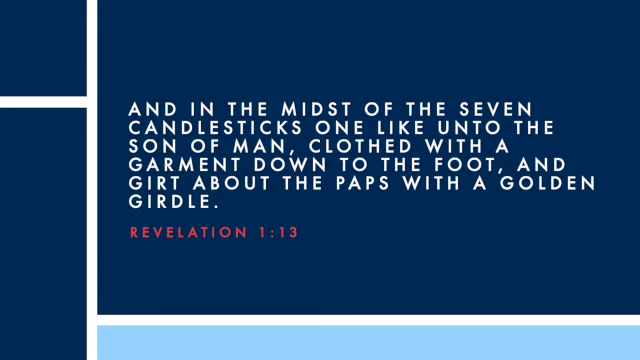 AND IN THE MIDST OF THE SEVEN
CANDLESTICKS ONE LIKE UNTO THE
SON OF MAN, CLOTHED WITH A
GARMENT DOWN TO THE FOOT, AND
GIRT ABOUT THE PAPS WITH A GOLDEN
GIRDLE.
REVELATION 1:13